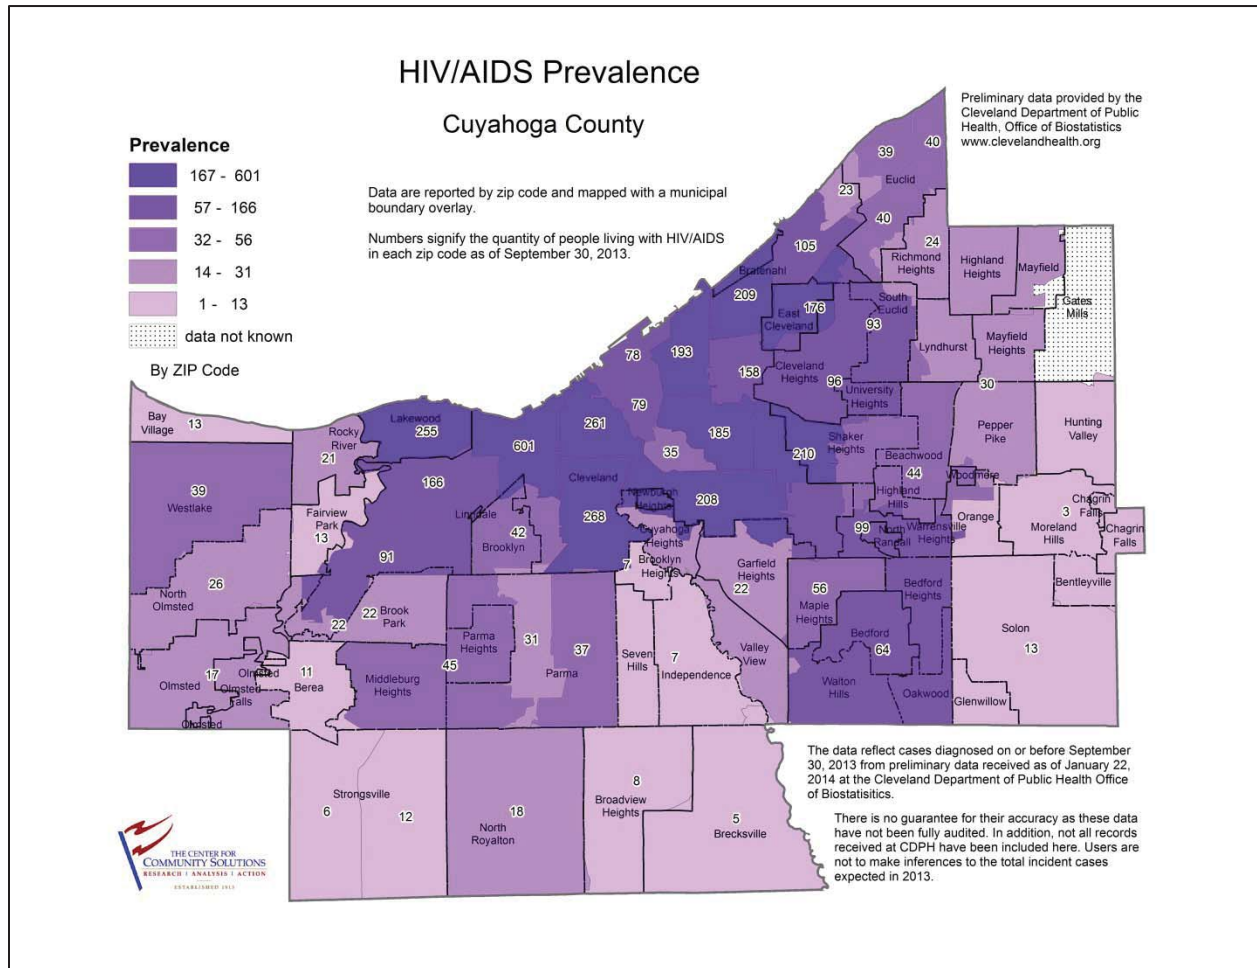 HIV/AIDS Prevalence
Cuyahoga County
Preliminary data provided by the
Cleveland Department of Public
Health, Office of Biostatistics
www.clevelandhealth.org
Prevalence
167 - 601
57 - 166
32 - 56
14 - 31
1 - 13
data not known
By ZIP Code
Data are reported by zip code and mapped with a municipal
boundary overlay.
Numbers signify the quantity of people living with HIV/AIDS
in each zip code as of September 30, 2013.
40
39
Euclid
23
40
24
Richmond
Heights
Highland
Heights
Mayfield
Gates
Mills
105
Bratenahl
209
East
Cleveland
176
South
Euclid
93
Lyndhurst
Mayfield
Heights
78
193
158
Cleveland
Heights
96
University
Heights
30
79
Bay
Village
13
Rocky
River
21
Lakewood
255
601
261
185
35
210
Shaker
Heights
Beachwood
44
Pepper
Pike
Hunting
Valley
39
Westlake
166
Cleveland
Newburgh
Heights
208
Highland
Hills
Woodmere
Fairview
Park
13
Linndale
42
Brooklyn
268
Cuyahoga
Heights
99
North
Randall
Warrensville
Heights
Orange
3
Moreland
Hills
Chagrin
Falls
Chagrin
Falls
91
7
Brooklyn
Heights
Garfield
Heights
22
56
Maple
Heights
Bedford
Heights
Bentleyville
26
North
Olmsted
22
22
Brook
Park
Parma
Heights
31
37
Parma
45
Seven
Hills
7
Independence
Valley
View
Bedford
64
Walton
Hills
Oakwood
Solon
13
Glenwillow
17
Olmsted
Olmsted
Olmsted
Falls
Olmsted
11
Berea
Middleburg
Heights
Strongsville
6
12
18
North
Royalton
8
Broadview
Heights
5
Brecksville
The data reflect cases diagnosed on or before September
30, 2013 from preliminary data received as of January 22,
2014 at the Cleveland Department of Public Health Office
of Biostatisitics.
There is no guarantee for their accuracy as these data
have not been fully audited. In addition, not all records
received at CDPH have been included here. Users are
not to make inferences to the total incident cases
expected in 2013.
THE CENTER FOR
COMMUNITY SOLUTIONS
RESEARCH | ANALYSIS | ACTION
ESTABLISHED 1913